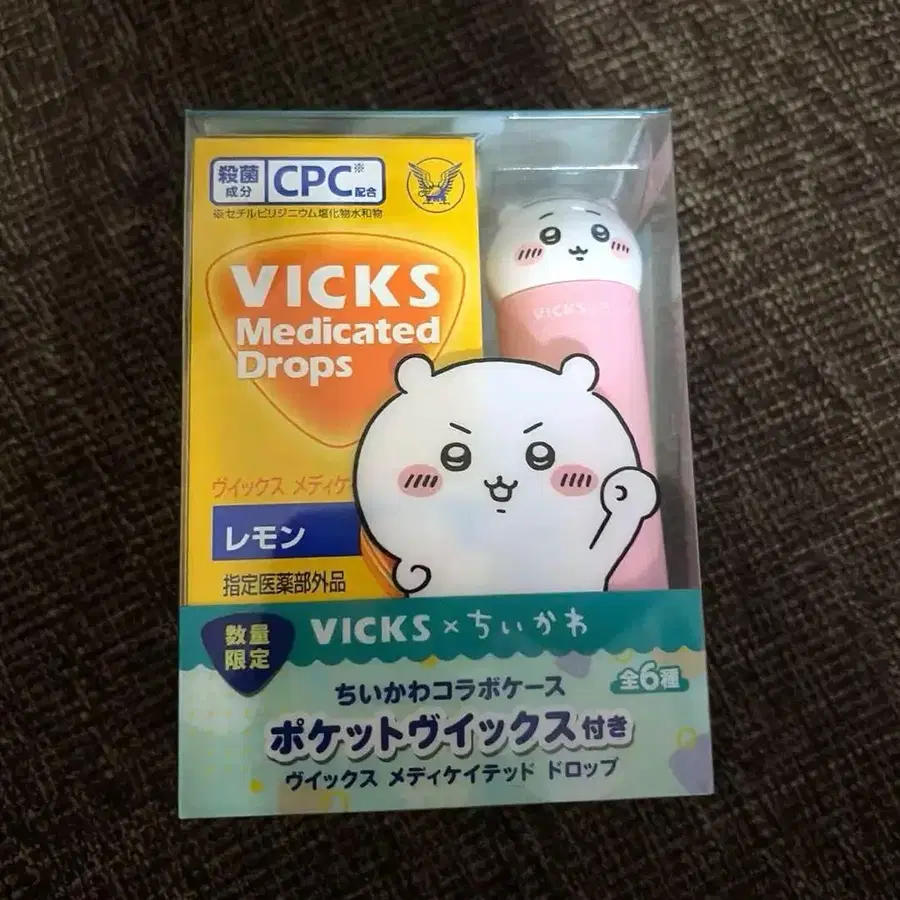 殺菌成分 CPC※配合
※セチルピリジニウム塩化物水和物
VICKS
Medicated
Drops
VICKS
ヴイックス メディケ
レモン
指定医薬部外品
数量限定
VICKS×ちいかわ
全6種
ちいかわコラボケース
ポケットヴイックス付き
ヴイックス メディケイテッド ドロップ